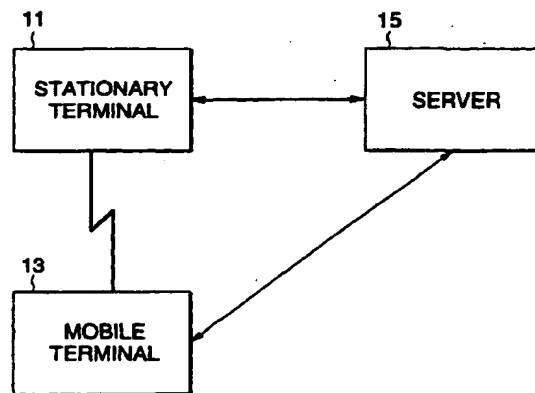 11
STATIONARY
TERMINAL
15
SERVER
13
MOBILE
TERMINAL